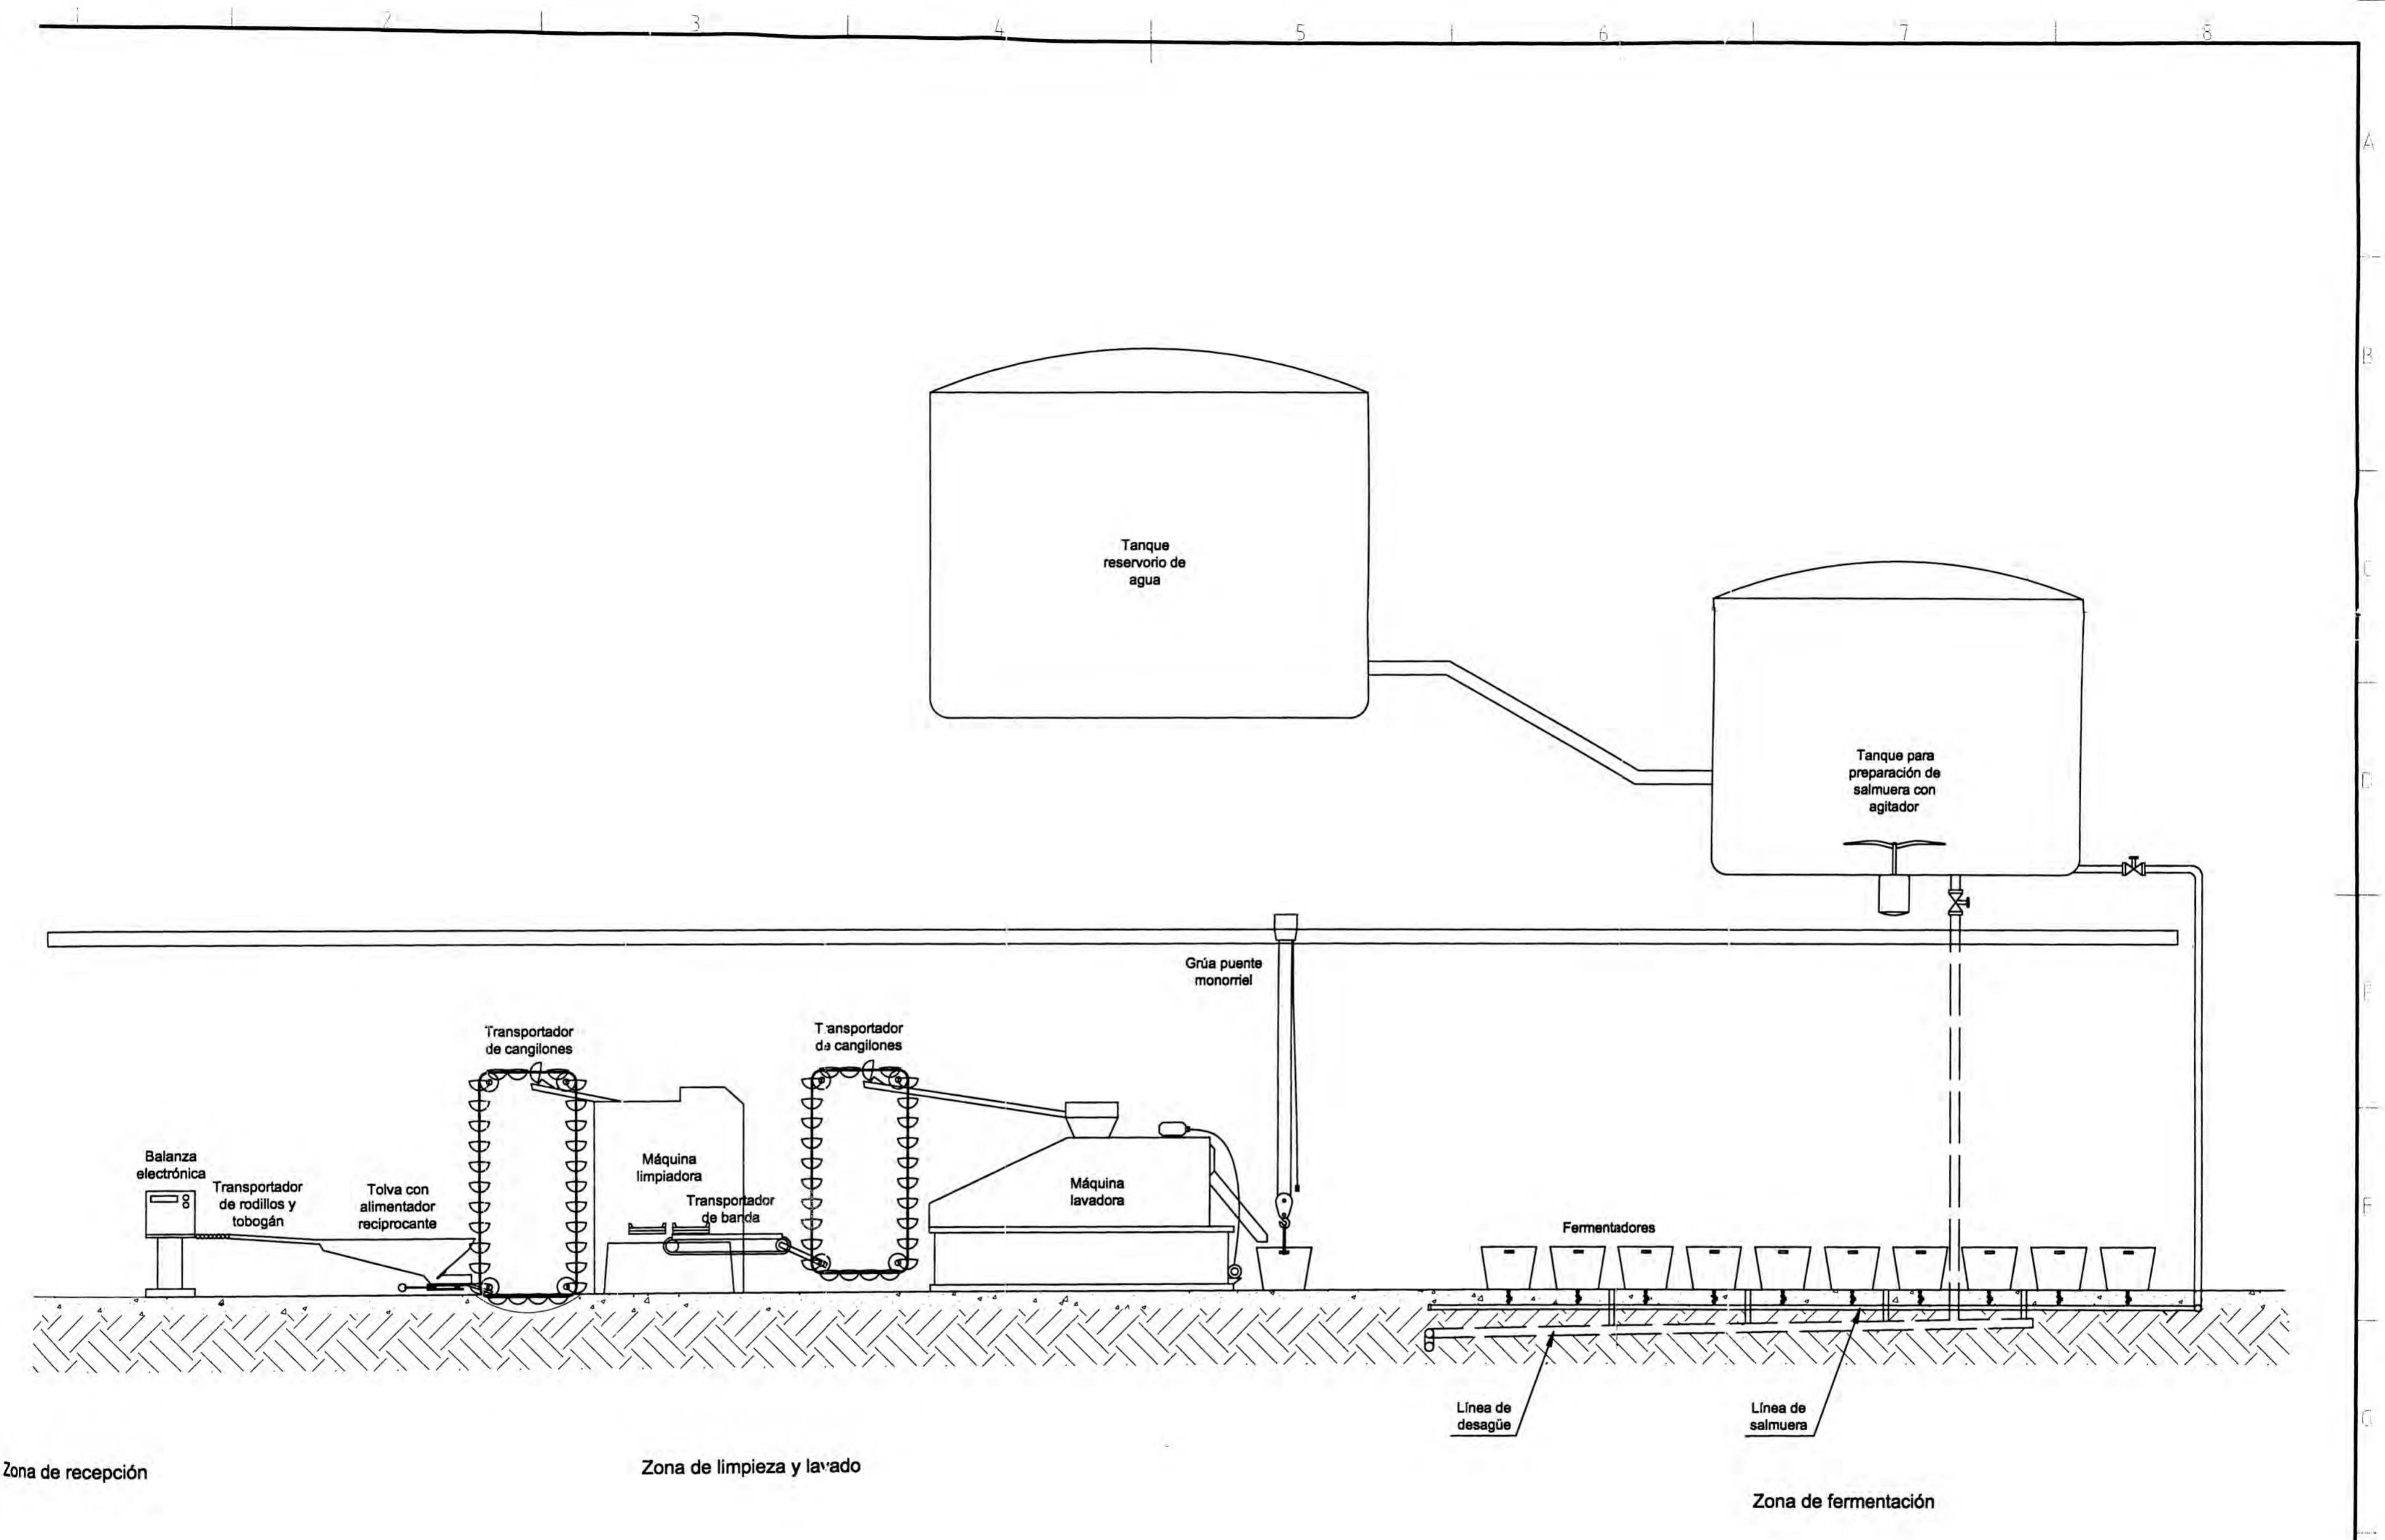 1 2 3 4 5 6 7 8
A
B
C
D
E
F
G
Tanque
reservorio de
agua
Tanque para
preparación de
salmuera con
agitador
Grúa puente
monorriel
Transportador
de cangilones
T ansportador
de cangilones
Balanza
electrónica
Transportador
de rodillos y
tobogán
Tolva con
alimentador
reciprocante
Máquina
limpiadora
Transportador
de banda
Máquina
lavadora
Fermentadores
Línea de
desagüe
Línea de
salmuera
Zona de recepción
Zona de limpieza y lavado
Zona de fermentación